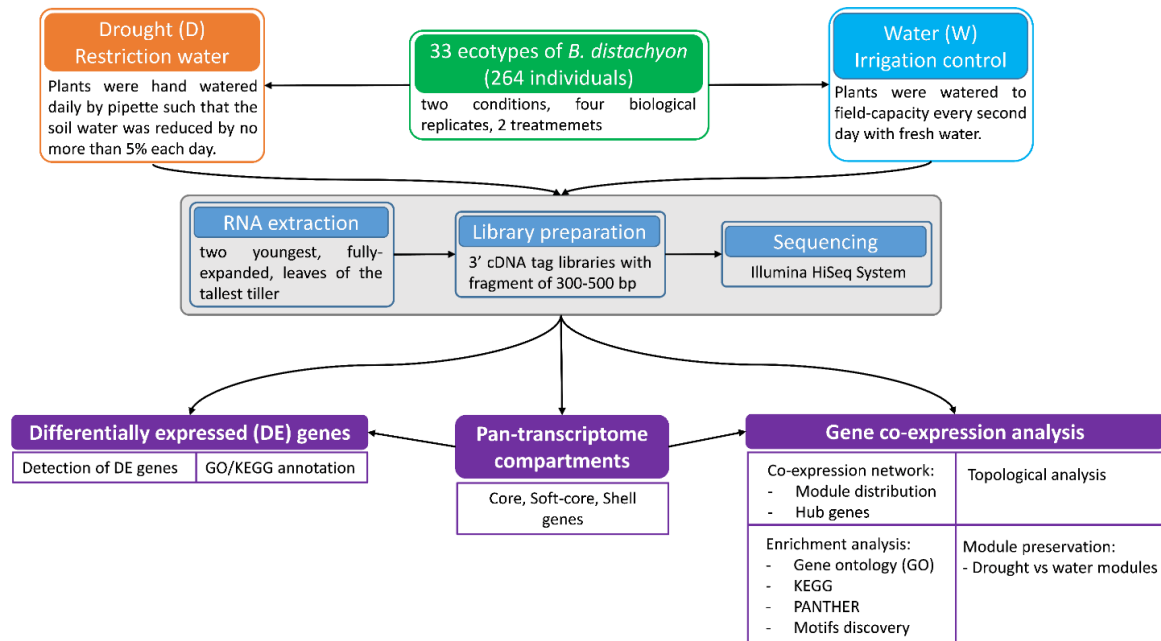 Drought (D)
Restriction water
Plants were hand watered
daily by pipette such that the
soil water was reduced by no
more than 5% each day.
33 ecotypes of B. distachyon
(264 individuals)
two conditions, four biological
replicates, 2 treatmemets
Water (W)
Irrigation control
Plants were watered to
field-capacity every second
day with fresh water.
RNA extraction
two youngest, fully-
expanded, leaves of the
tallest tiller
Library preparation
3’ cDNA tag libraries with
fragment of 300-500 bp
Sequencing
Illumina HiSeq System
Differentially expressed (DE) genes
Detection of DE genes
GO/KEGG annotation
Pan-transcriptome
compartments
Core, Soft-core, Shell
genes
Gene co-expression analysis
Co-expression network:
- Module distribution
- Hub genes
Topological analysis
Enrichment analysis:
- Gene ontology (GO)
- KEGG
- PANTHER
- Motifs discovery
Module preservation:
- Drought vs water modules